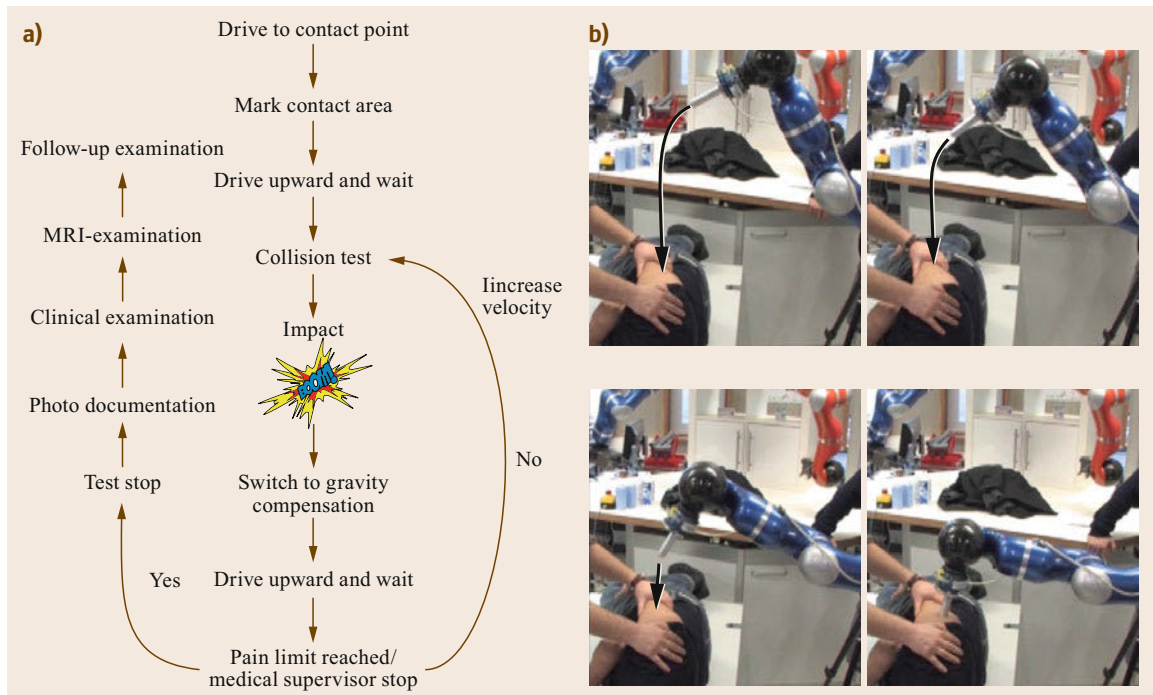 a)
Drive to contact point
Mark contact area
Follow-up examination
Drive upward and wait
MRI-examination
Collision test
Iincrease
velocity
Clinical examination
Impact
BOOM!
Photo documentation
No
Test stop
Switch to gravity
compensation
Yes
Drive upward and wait
Pain limit reached/
medical supervisor stop
b)